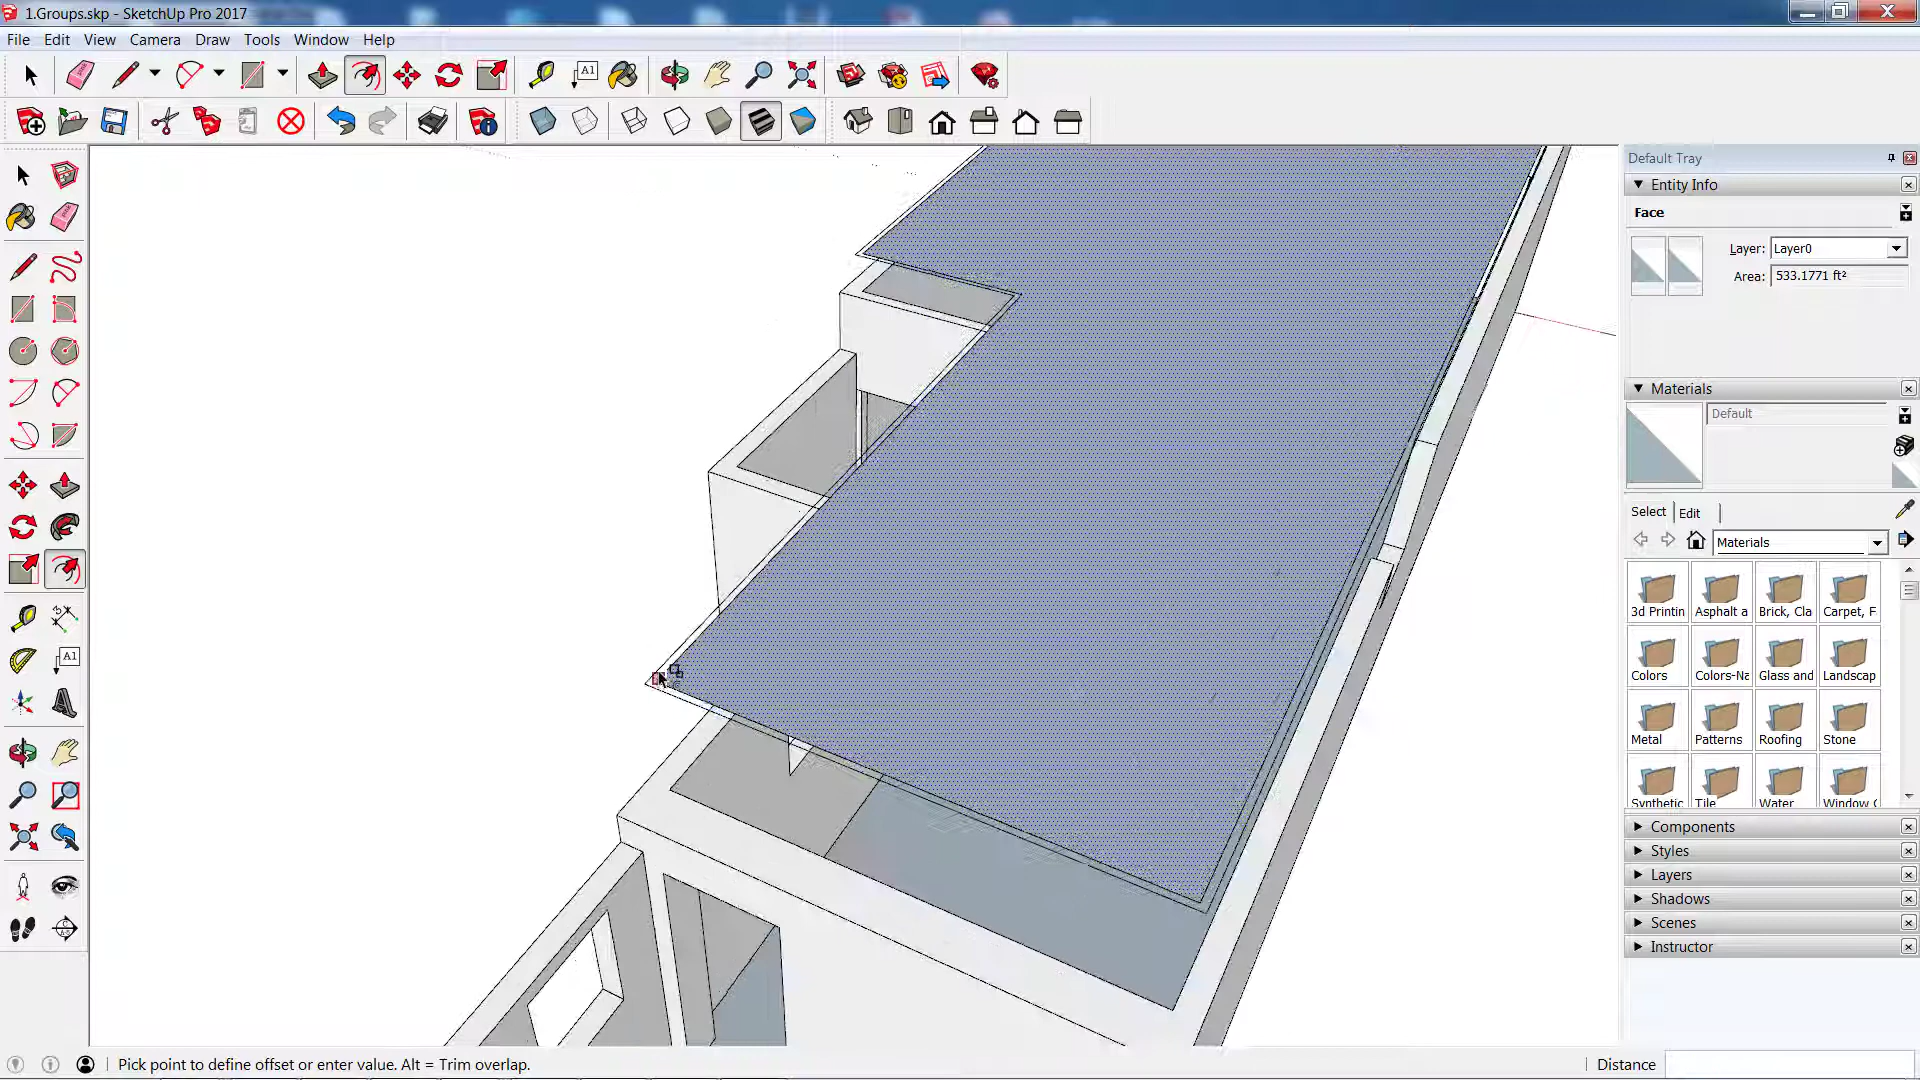 1.Groups.skp - SketchUp Pro 2017
File Edit View Camera Draw Tools Window Help
A1
Default Tray
Entity Info
Face
Layer: Layer0
Area: 533.1771 ft²
Materials
Default
Select Edit
Materials
3d Printin Asphalt a Brick, Cla Carpet, F
Colors Colors-Na Glass and Landscap
Metal Patterns Roofing Stone
Synthetic Tile Water Window C
Components
Styles
Layers
Shadows
Scenes
Instructor
A1
Pick point to define offset or enter value. Alt = Trim overlap.
Distance